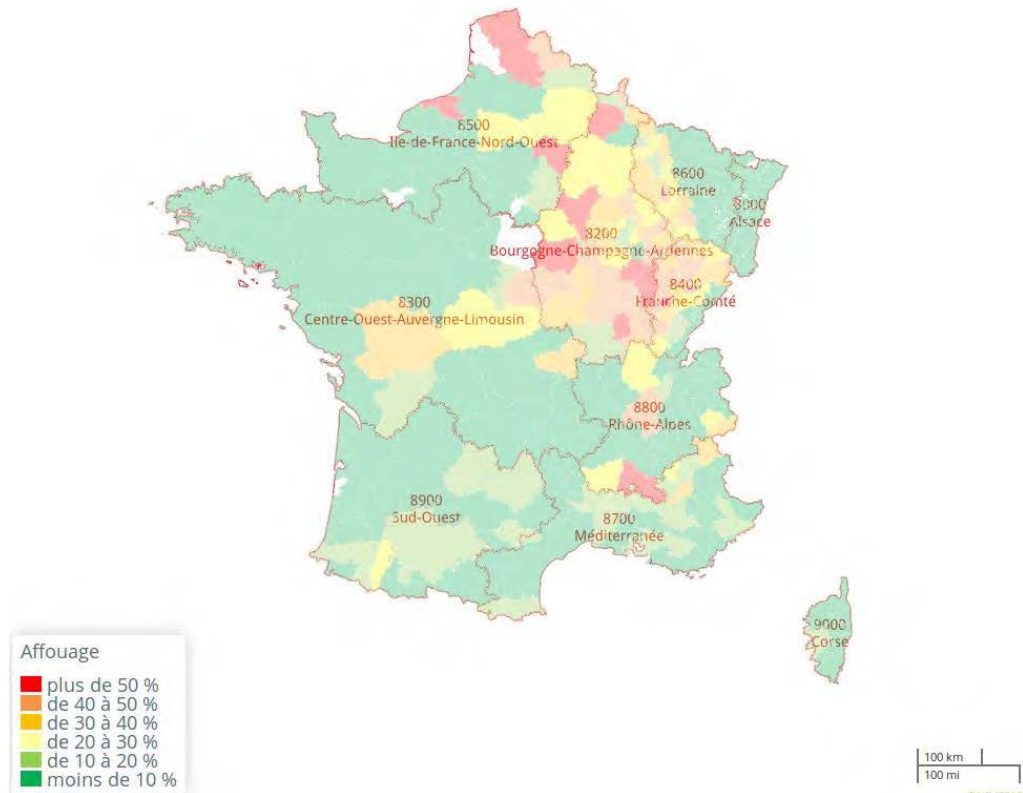 8500
Ile-de-France-Nord-Ouest
8600
Lorraine
8000
Alsace
8200
Bourgogne-Champagne-Ardennes
8400
Franche-Comté
8300
Centre-Ouest-Auvergne-Limousin
8800
Rhône-Alpes
8900
Sud-Ouest
8700
Méditerranée
9000
Corse
Affouage
plus de 50 %
de 40 à 50 %
de 30 à 40 %
de 20 à 30 %
de 10 à 20 %
moins de 10 %
100 km
100 mi